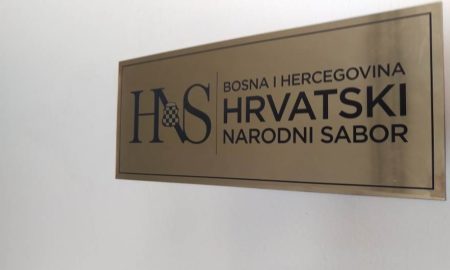 HNS
BOSNA I HERCEGOVINA
HRVATSKI
NARODNI SABOR